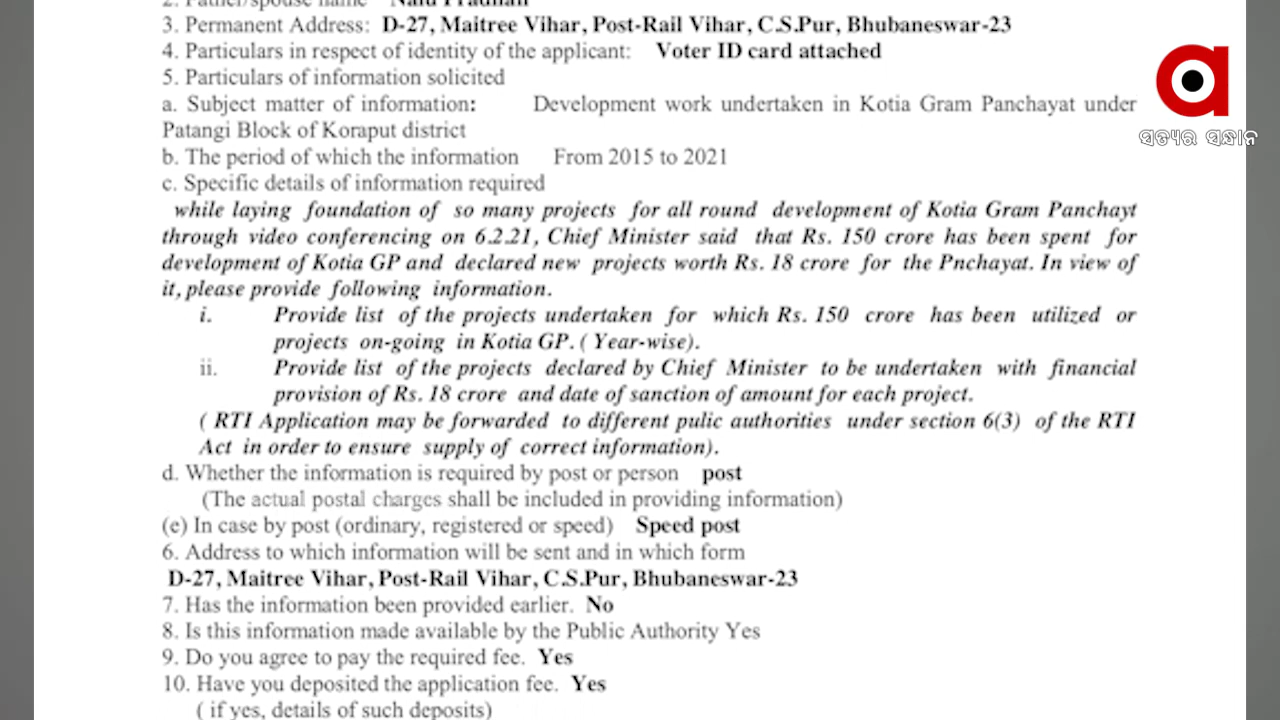 2. Father/spouse name Natu Pradhan
3. Permanent Address: D-27, Maitree Vihar, Post-Rail Vihar, C.S.Pur, Bhubaneswar-23
4. Particulars in respect of identity of the applicant: Voter ID card attached
5. Particulars of information solicited
a. Subject matter of information: Development work undertaken in Kotia Gram Panchayat under
Patangi Block of Koraput district
b. The period of which the information From 2015 to 2021
c. Specific details of information required
while laying foundation of so many projects for all round development of Kotia Gram Panchayt
through video conferencing on 6.2.21, Chief Minister said that Rs. 150 crore has been spent for
development of Kotia GP and declared new projects worth Rs. 18 crore for the Pnchayat. In view of
it, please provide following information.
i. Provide list of the projects undertaken for which Rs. 150 crore has been utilized or
projects on-going in Kotia GP. ( Year-wise).
ii. Provide list of the projects declared by Chief Minister to be undertaken with financial
provision of Rs. 18 crore and date of sanction of amount for each project.
( RTI Application may be forwarded to different pulic authorities under section 6(3) of the RTI
Act in order to ensure supply of correct information).
d. Whether the information is required by post or person post
(The actual postal charges shall be included in providing information)
(e) In case by post (ordinary, registered or speed) Speed post
6. Address to which information will be sent and in which form
D-27, Maitree Vihar, Post-Rail Vihar, C.S.Pur, Bhubaneswar-23
7. Has the information been provided earlier. No
8. Is this information made available by the Public Authority Yes
9. Do you agree to pay the required fee. Yes
10. Have you deposited the application fee. Yes
( if yes, details of such deposits)
a
ସତ୍ୟର ସନ୍ଧାନ